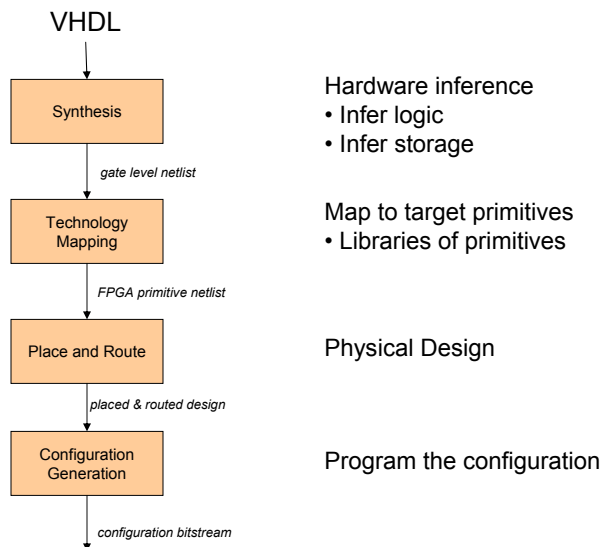 VHDL
Synthesis
Hardware inference
• Infer logic
• Infer storage
gate level netlist
Technology
Mapping
Map to target primitives
• Libraries of primitives
FPGA primitive netlist
Place and Route
Physical Design
placed & routed design
Configuration
Generation
Program the configuration
configuration bitstream